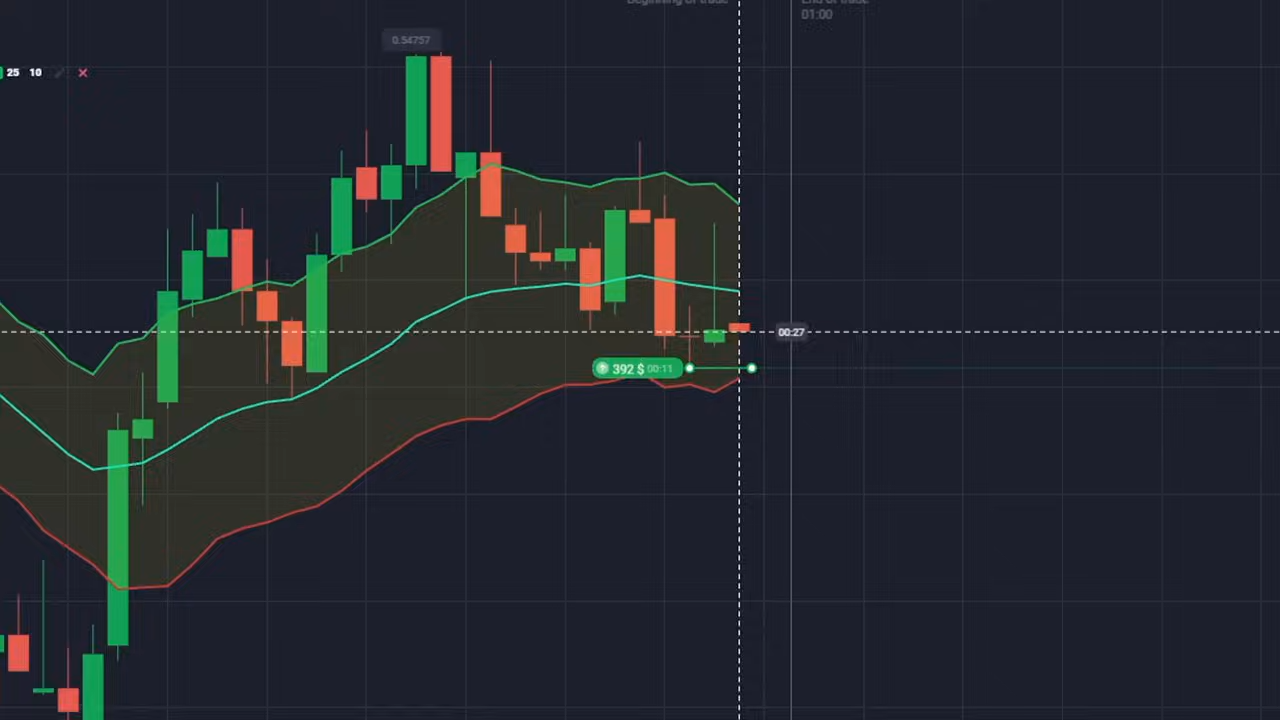 Beginning of trade
End of trade
01:00
0.54757
25 10
00:27
392 $ 00:11